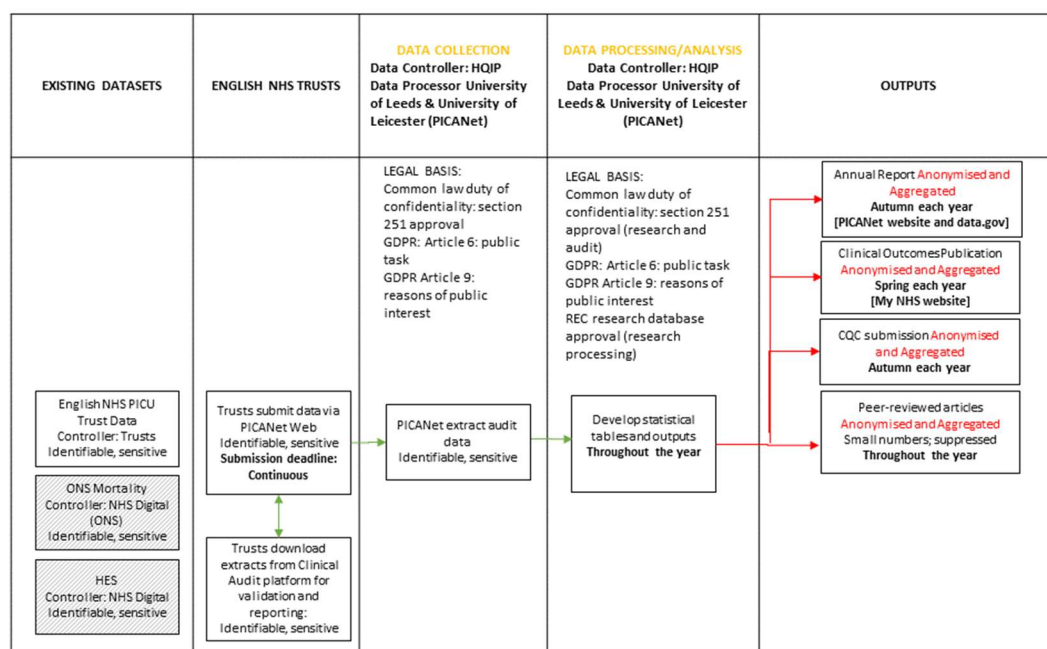 EXISTING DATASETS
ENGLISH NHS TRUSTS
DATA COLLECTION
Data Controller: HQIP
Data Processor University
of Leeds & University of
Leicester (PICANet)
DATA PROCESSING/ANALYSIS
Data Controller: HQIP
Data Processor University of
Leeds & University of Leicester
(PICANet)
OUTPUTS
English NHS PICU
Trust Data
Controller: Trusts
Identifiable, sensitive
ONS Mortality
Controller: NHS Digital
(ONS)
Identifiable, sensitive
HES
Controller: NHS Digital
Identifiable, sensitive
Trusts submit data via
PICANet Web
Identifiable, sensitive
Submission deadline:
Continuous
Trusts download
extracts from Clinical
Audit platform for
validation and
reporting:
Identifiable, sensitive
LEGAL BASIS:
Common law duty of
confidentiality: section
251 approval
GDPR: Article 6: public
task
GDPR Article 9:
reasons of public
interest
PICANet extract audit
data
Identifiable, sensitive
LEGAL BASIS:
Common law duty of
confidentiality: section 251
approval (research and
audit)
GDPR: Article 6: public task
GDPR Article 9: reasons of
public interest
REC research database
approval (research
processing)
Develop statistical
tables and outputs
Throughout the year
Annual Report Anonymised and
Aggregated
Autumn each year
[PICANet website and data.gov]
Clinical Outcomes Publication
Anonymised and Aggregated
Spring each year
[My NHS website]
CQC submission Anonymised
and Aggregated
Autumn each year
Peer-reviewed articles
Anonymised and Aggregated
Small numbers; suppressed
Throughout the year